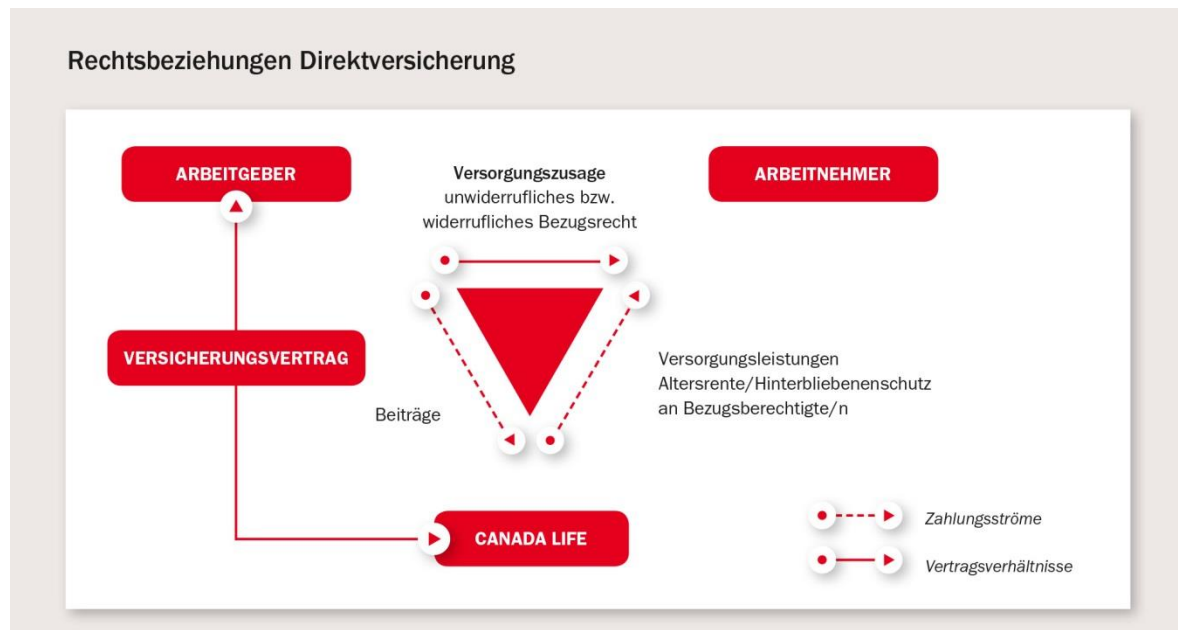 Rechtsbeziehungen Direktversicherung
ARBEITGEBER
Versorgungszusage
unwiderrufliches bzw.
widerrufliches Bezugsrecht
ARBEITNEHMER
VERSICHERUNGSVERTRAG
Beiträge
Versorgungsleistungen
Altersrente/Hinterbliebenenschutz
an Bezugsberechtigte/n
CANADA LIFE
Zahlungsströme
Vertragsverhältnisse